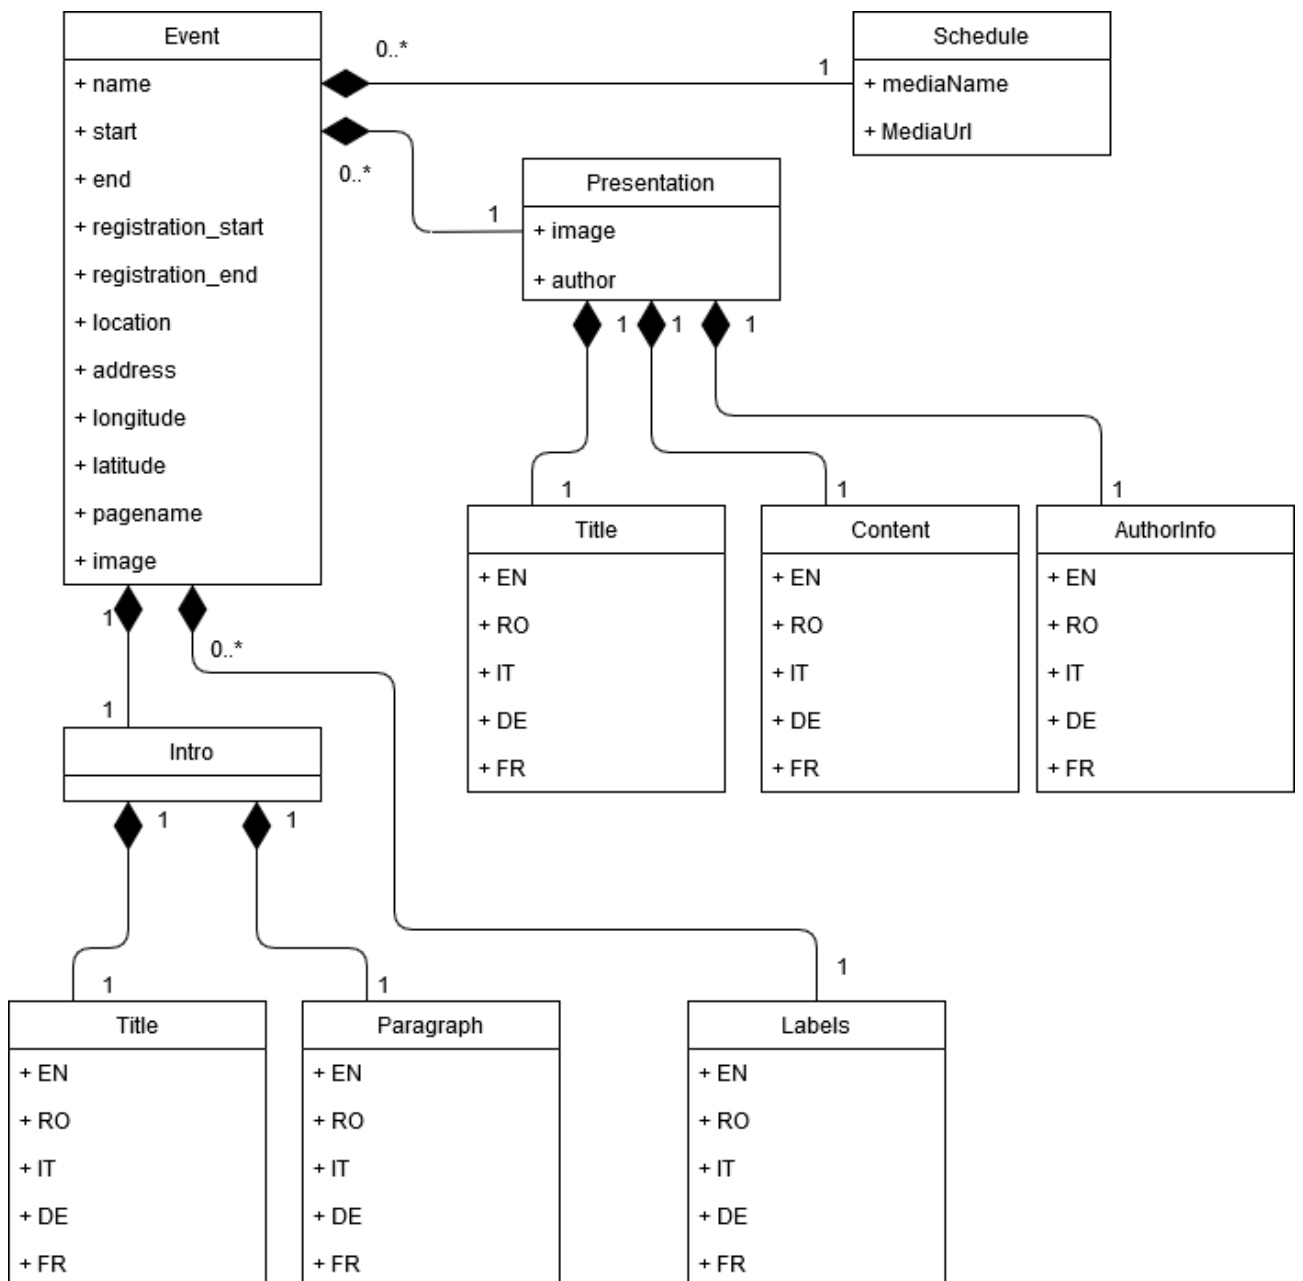 Event
+ name
+ start
+ end
+ registration_start
+ registration_end
+ location
+ address
+ longitude
+ latitude
+ pagename
+ image
0..*
1
Schedule
+ mediaName
+ MediaUrl
0..*
1
Presentation
+ image
+ author
1
1
1
1
1
1
Title
+ EN
+ RO
+ IT
+ DE
+ FR
Content
+ EN
+ RO
+ IT
+ DE
+ FR
AuthorInfo
+ EN
+ RO
+ IT
+ DE
+ FR
1
0..*
1
Intro
1
1
1
1
1
Title
+ EN
+ RO
+ IT
+ DE
+ FR
Paragraph
+ EN
+ RO
+ IT
+ DE
+ FR
Labels
+ EN
+ RO
+ IT
+ DE
+ FR